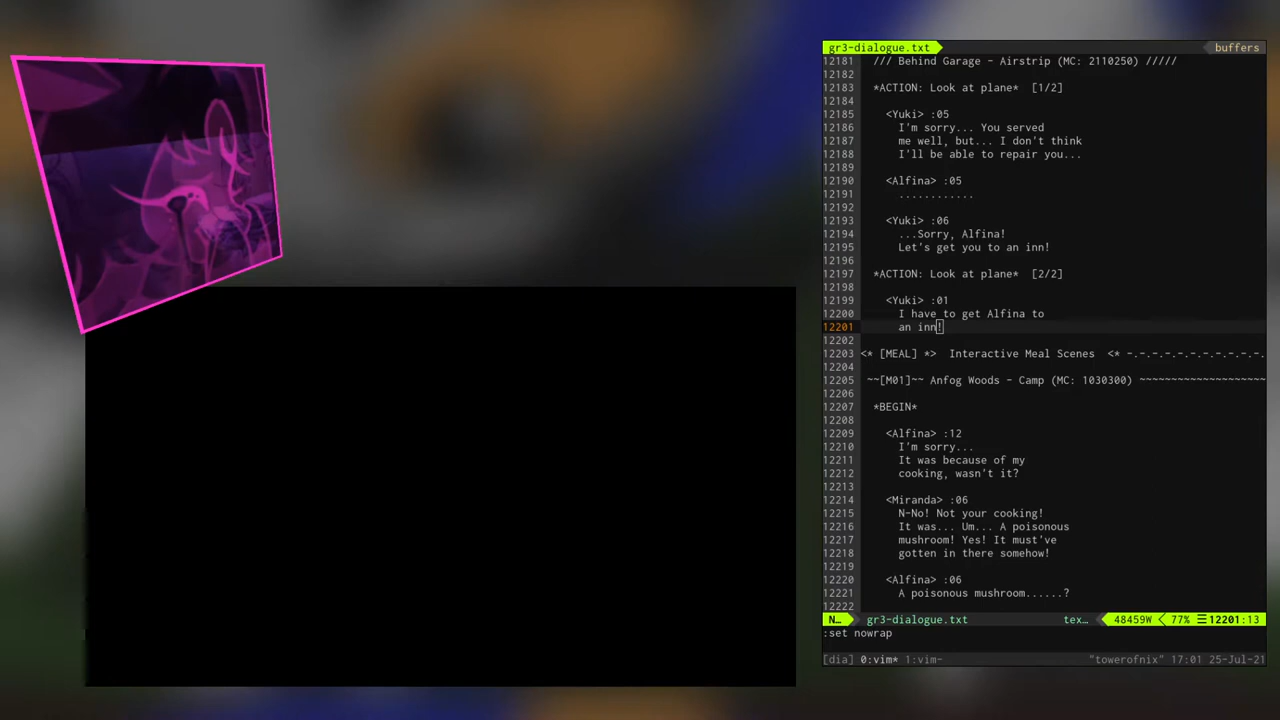 gr3-dialogue.txt buffers
12181 /// Behind Garage - Airstrip (MC: 2110250) /////
12182
12183 *ACTION: Look at plane* [1/2]
12184
12185 <Yuki> :05
12186 I'm sorry... You served
12187 me well, but... I don't think
12188 I'll be able to repair you...
12189
12190 <Alfina> :05
12191 ............
12192
12193 <Yuki> :06
12194 ...Sorry, Alfina!
12195 Let's get you to an inn!
12196
12197 *ACTION: Look at plane* [2/2]
12198
12199 <Yuki> :01
12200 I have to get Alfina to
12201 an inn!
12202
12203 <* [MEAL] *> Interactive Meal Scenes <* -.-.-.-.-.-.-.-.-.-.-.
12204
12205 ~~[M01]~~ Anfog Woods - Camp (MC: 1030300) ~~~~~~~~~~~~~~~~~~~~
12206
12207 *BEGIN*
12208
12209 <Alfina> :12
12210 I'm sorry...
12211 It was because of my
12212 cooking, wasn't it?
12213
12214 <Miranda> :06
12215 N-No! Not your cooking!
12216 It was... Um... A poisonous
12217 mushroom! Yes! It must've
12218 gotten in there somehow!
12219
12220 <Alfina> :06
12221 A poisonous mushroom......?
12222
N… gr3-dialogue.txt tex… 48459W 77% ☰12201:13
:set nowrap
[dia] 0:vim* 1:vim- "towerofnix" 17:01 25-Jul-21